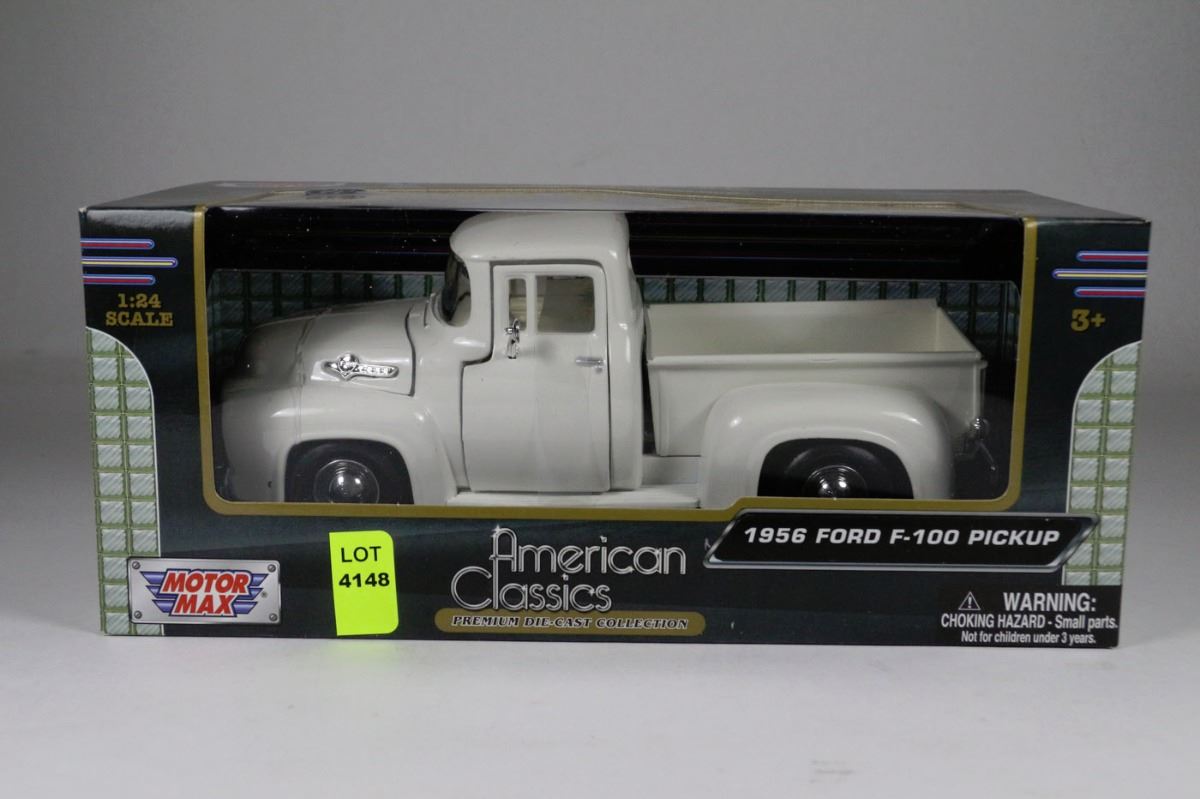 1:24
SCALE
3+
1956 FORD F-100 PICKUP
American
Classics
PREMIUM DIE-CAST COLLECTION
LOT
4148
MOTOR
MAX®
WARNING:
CHOKING HAZARD - Small parts.
Not for children under 3 years.